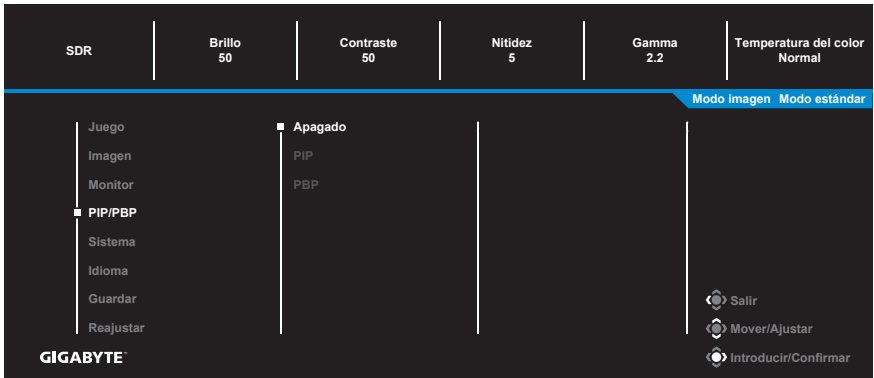 SDR
Brillo
50
Contraste
50
Nitidez
5
Gamma
2.2
Temperatura del color
Normal
Modo imagen Modo estándar
Juego
Imagen
Monitor
PIP/PBP
Sistema
Idioma
Guardar
Reajustar
Apagado
PIP
PBP
Salir
Mover/Ajustar
Introducir/Confirmar
GIGABYTE™